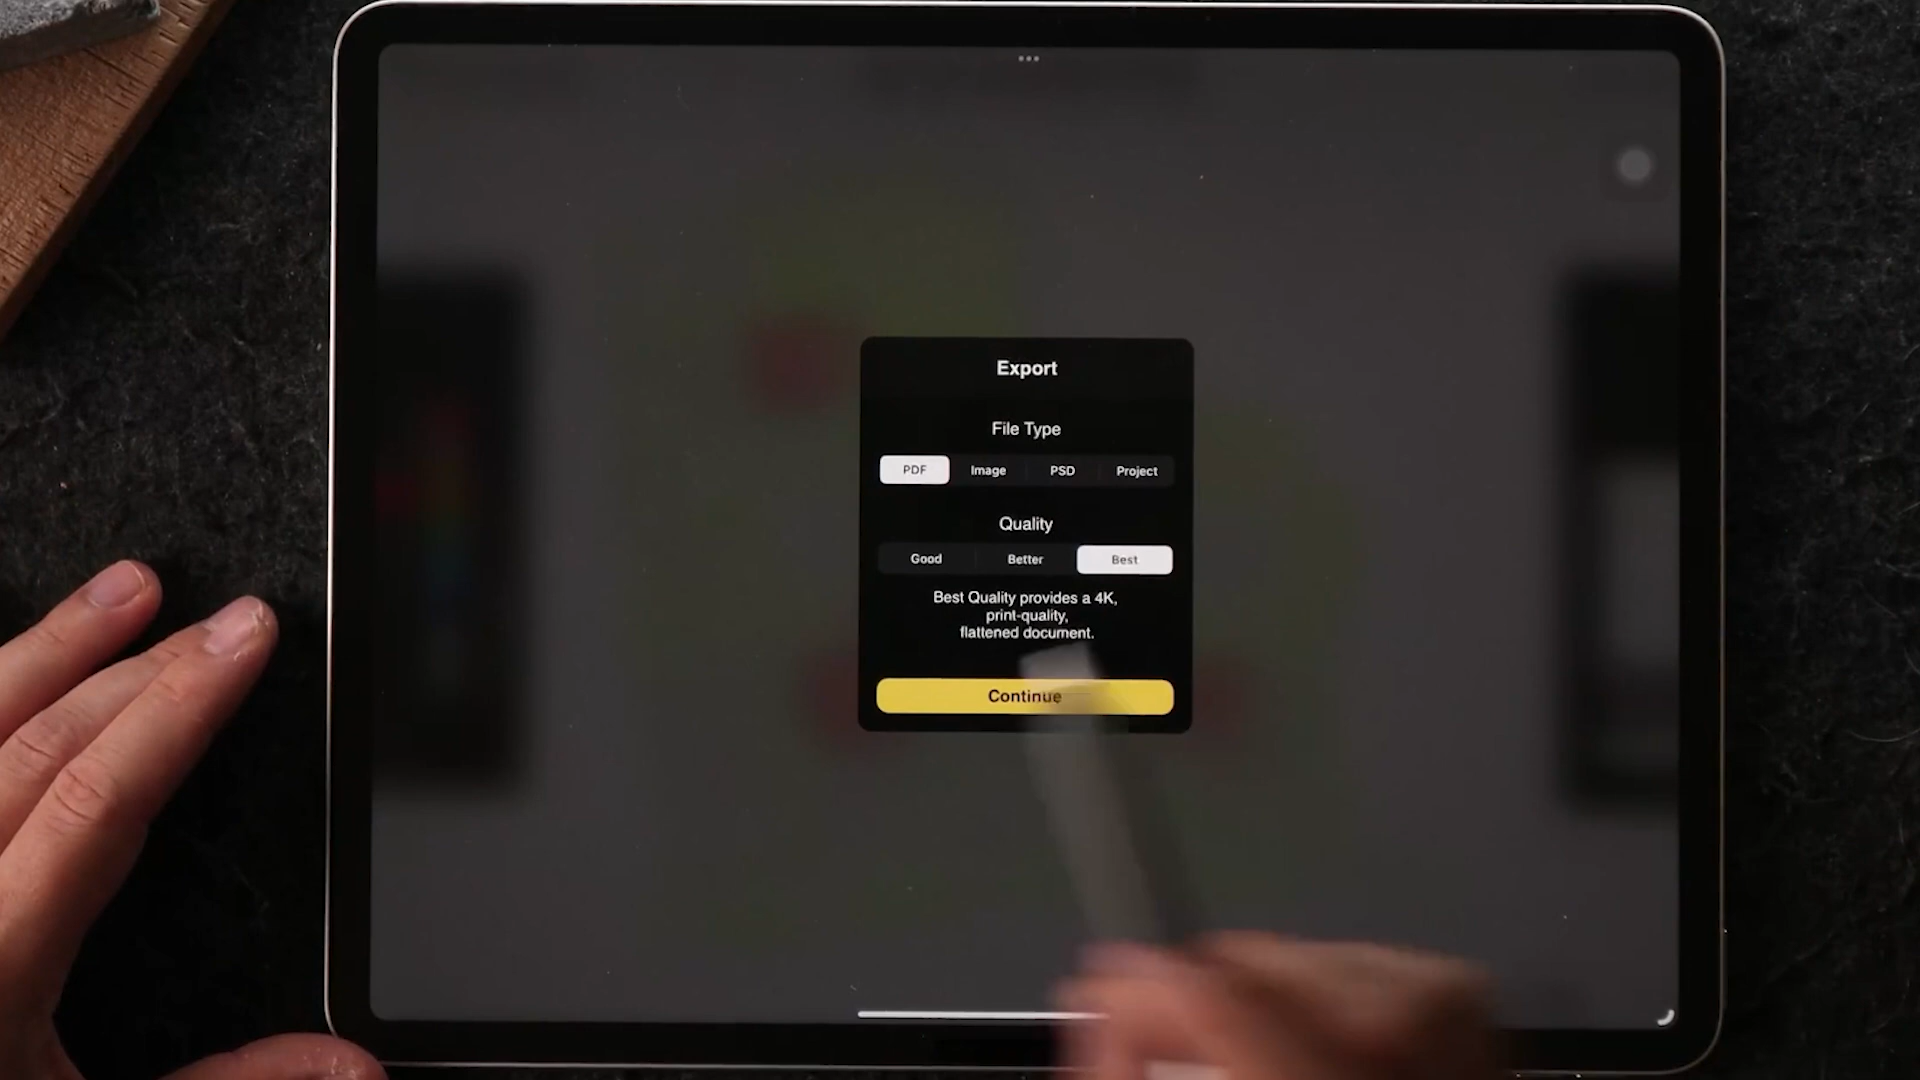 Export
File Type
PDF Image PSD Project
Quality
Good Better Best
Best Quality provides a 4K,
print-quality,
flattened document.
Continue